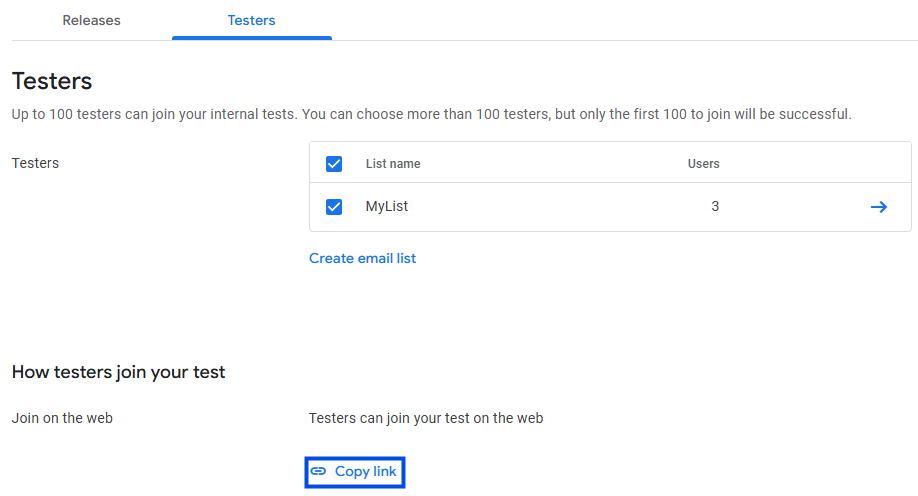 Releases Testers
Testers
Up to 100 testers can join your internal tests. You can choose more than 100 testers, but only the first 100 to join will be successful.
Testers
List name Users
MyList 3
Create email list
How testers join your test
Join on the web
Testers can join your test on the web
Copy link